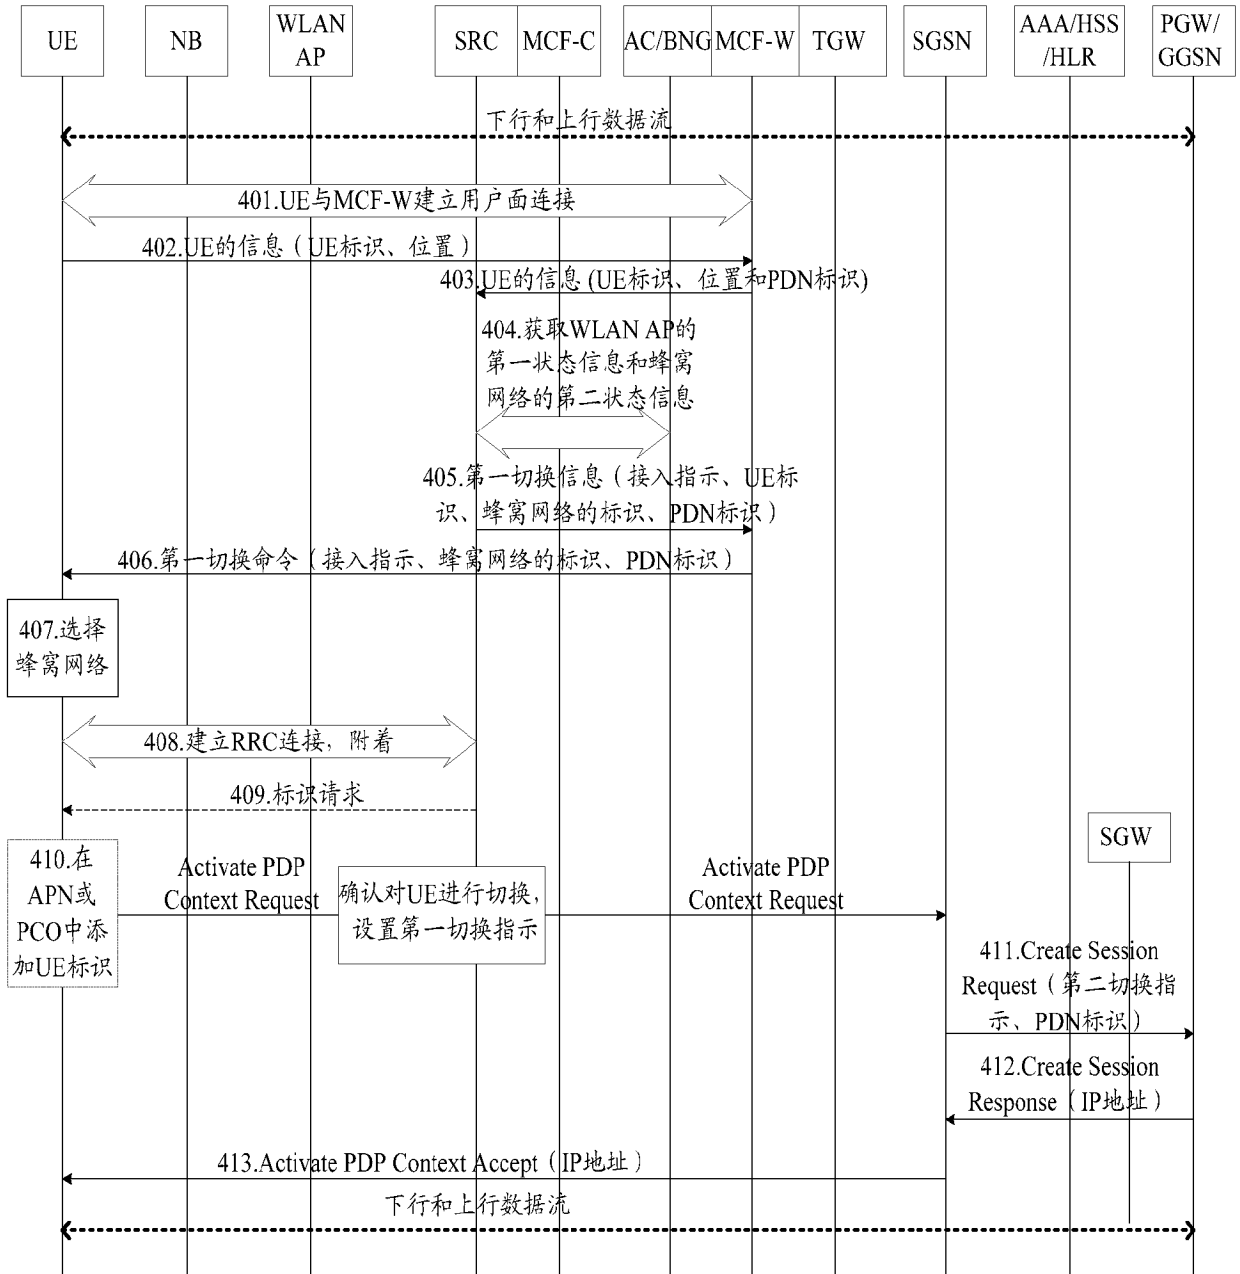 UE
NB
WLAN
AP
SRC
MCF-C
AC/BNG
MCF-W
TGW
SGSN
AAA/HSS
/HLR
PGW/
GGSN
下行和上行数据流
401.UE与MCF-W建立用户面连接
402.UE的信息（UE标识、位置）
403.UE的信息 (UE标识、位置和PDN标识)
404.获取WLAN AP的
第一状态信息和蜂窝
网络的第二状态信息
405.第一切换信息（接入指示、UE标
识、蜂窝网络的标识、PDN标识）
406.第一切换命令（接入指示、蜂窝网络的标识、PDN标识）
407.选择
蜂窝网络
408.建立RRC连接，附着
409.标识请求
SGW
410.在
APN或
PCO中添
加UE标识
Activate PDP
Context Request
确认对UE进行切换，
设置第一切换指示
Activate PDP
Context Request
411.Create Session
Request（第二切换指
示、PDN标识）
412.Create Session
Response（IP地址）
413.Activate PDP Context Accept（IP地址）
下行和上行数据流